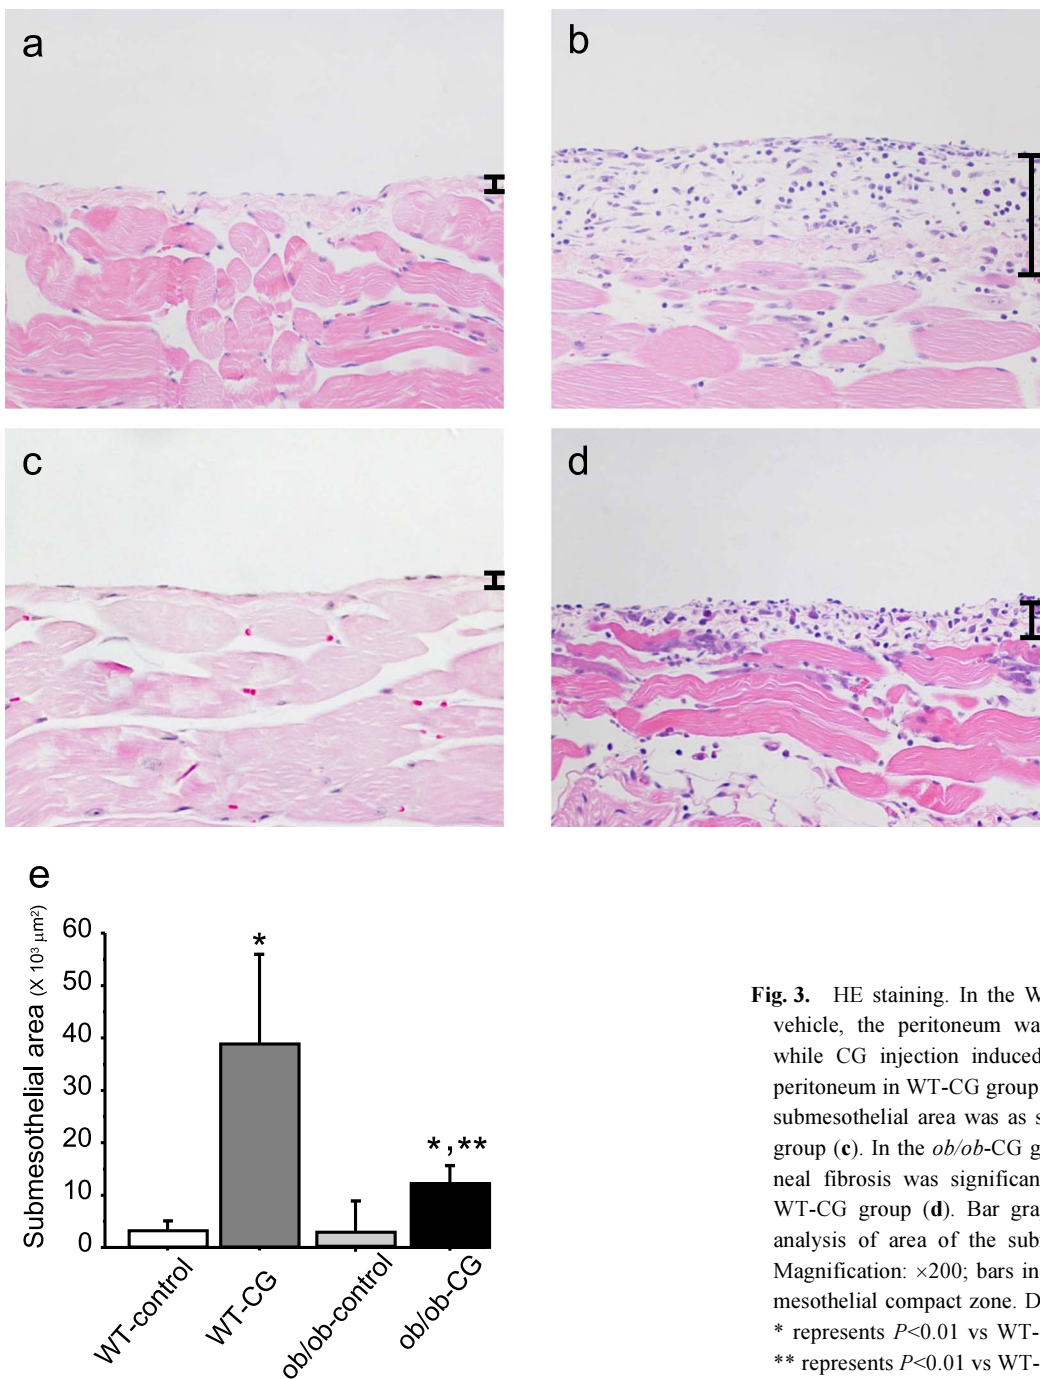 a
b
c
d
e
Submesothelial area (X 10³ µm²)
60
50
40
30
20
10
0
*
*,**
WT-control
WT-CG
ob/ob-control
ob/ob-CG
Fig. 3. HE staining. In the W
vehicle, the peritoneum wa
while CG injection induced
peritoneum in WT-CG group
submesothelial area was as s
group (c). In the ob/ob-CG g
neal fibrosis was significan
WT-CG group (d). Bar gra
analysis of area of the sub
Magnification: ×200; bars in
mesothelial compact zone. D
* represents P<0.01 vs WT-
** represents P<0.01 vs WT-